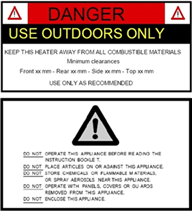 DANGER
USE OUTDOORS ONLY
KEEP THIS HEATER AWAY FROM ALL COMBUSTIBLE MATERIALS
Minimum clearances
Front xx mm - Rear xx mm - Side xx mm - Top xx mm
USE ONLY AS RECOMMENDED
DO NOT OPERATE THIS APPLIANCE BEFORE READING THE
INSTRUCTION BOOKLET.
DO NOT PLACE ARTICLES ON OR AGAINST THIS APPLIANCE.
DO NOT STORE CHEMICALS OR FLAMMABLE MATERIALS,
OR SPRAY AEROSOLS NEAR THIS APPLIANCE.
DO NOT OPERATE WITH PANELS, COVERS OR GUARDS
REMOVED FROM THIS APPLIANCE.
DO NOT ENCLOSE THIS APPLIANCE.